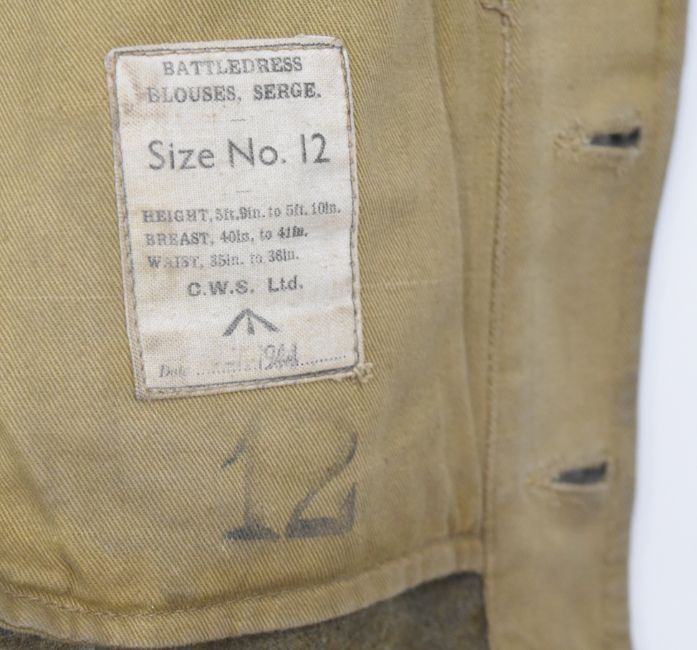 BATTLEDRESS
BLOUSES, SERGE.
Size No. 12
HEIGHT, 5ft. 9in. to 5ft. 10in.
BREAST, 40in. to 41in.
WAIST, 35in. to 36in.
C.W.S. Ltd.
Date 1944
12